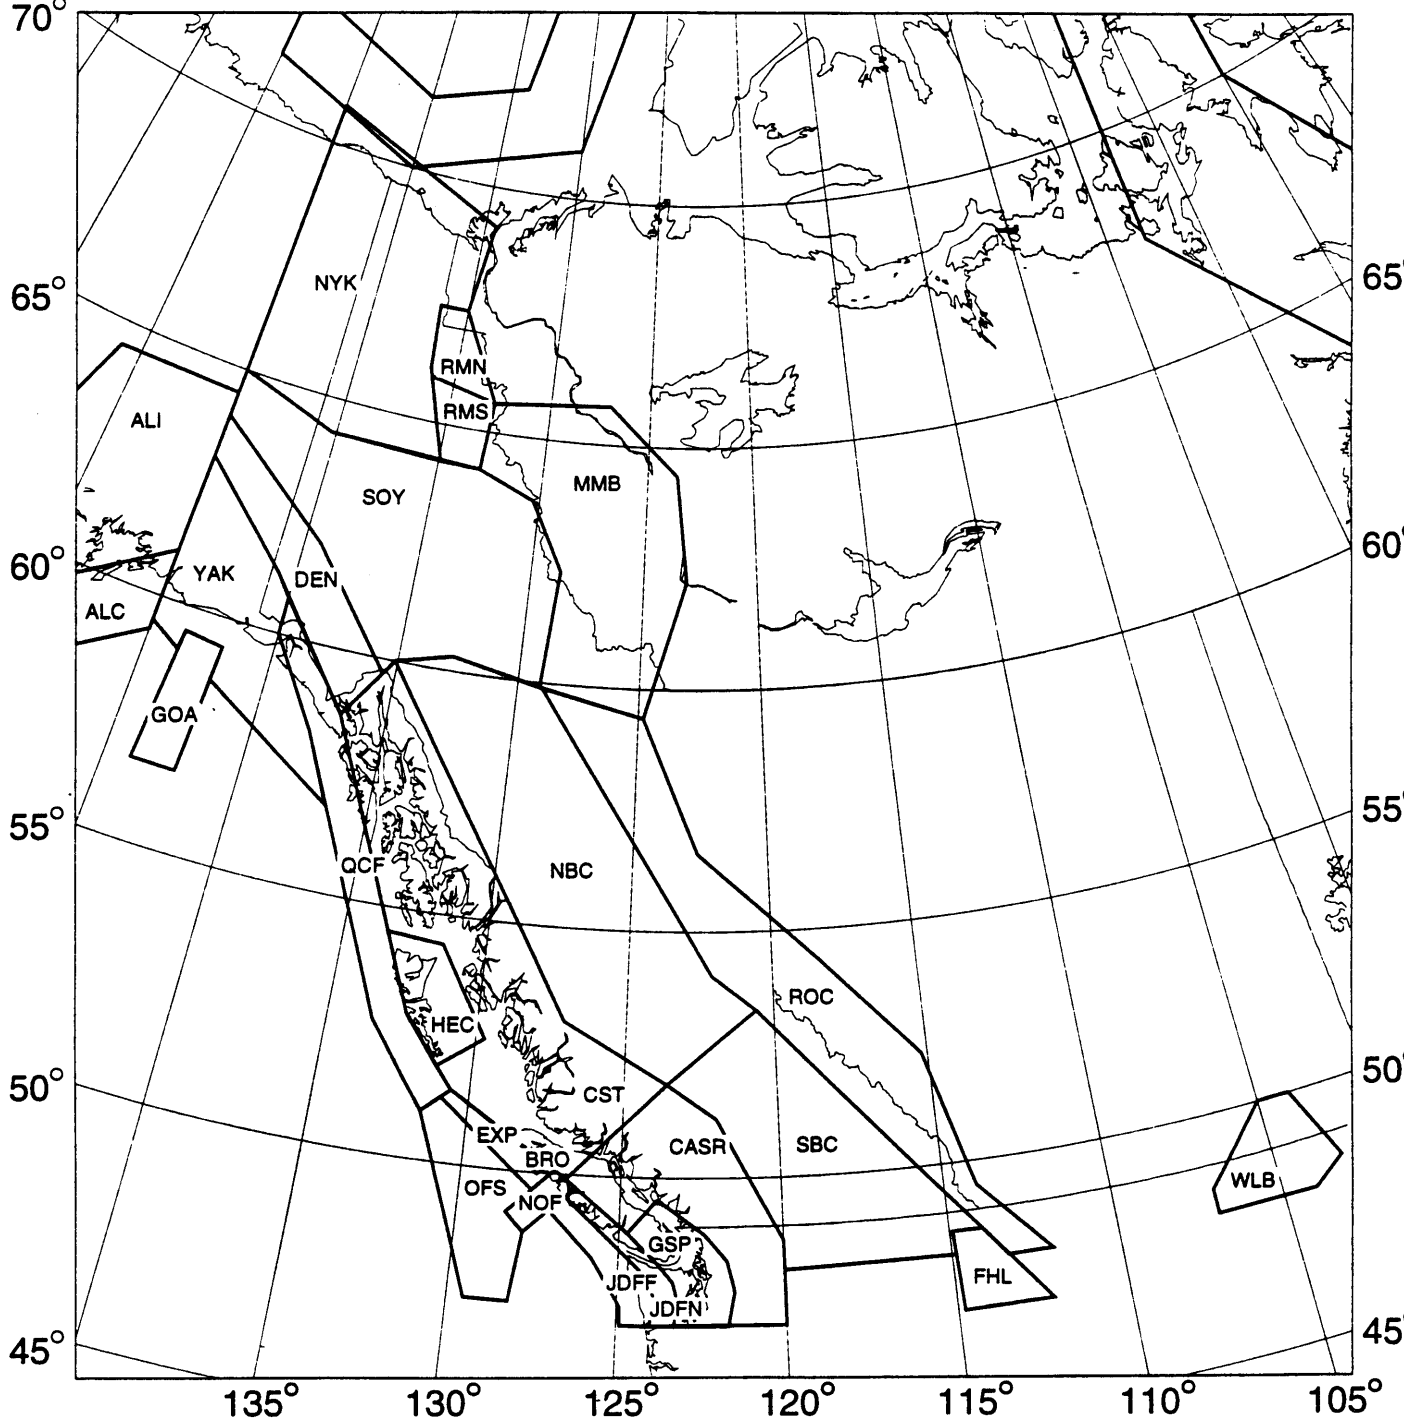 70°
65°
65°
NYK
RMN
RMS
ALI
MMB
SOY
60°
60°
YAK
DEN
ALC
GOA
55°
55°
QCF
NBC
ROC
HEC
50°
50°
CST
EXP
CASR
SBC
BRO
WLB
OFS
NOF
GSP
FHL
JDFF
JDFN
45°
45°
135° 130° 125° 120° 115° 110° 105°